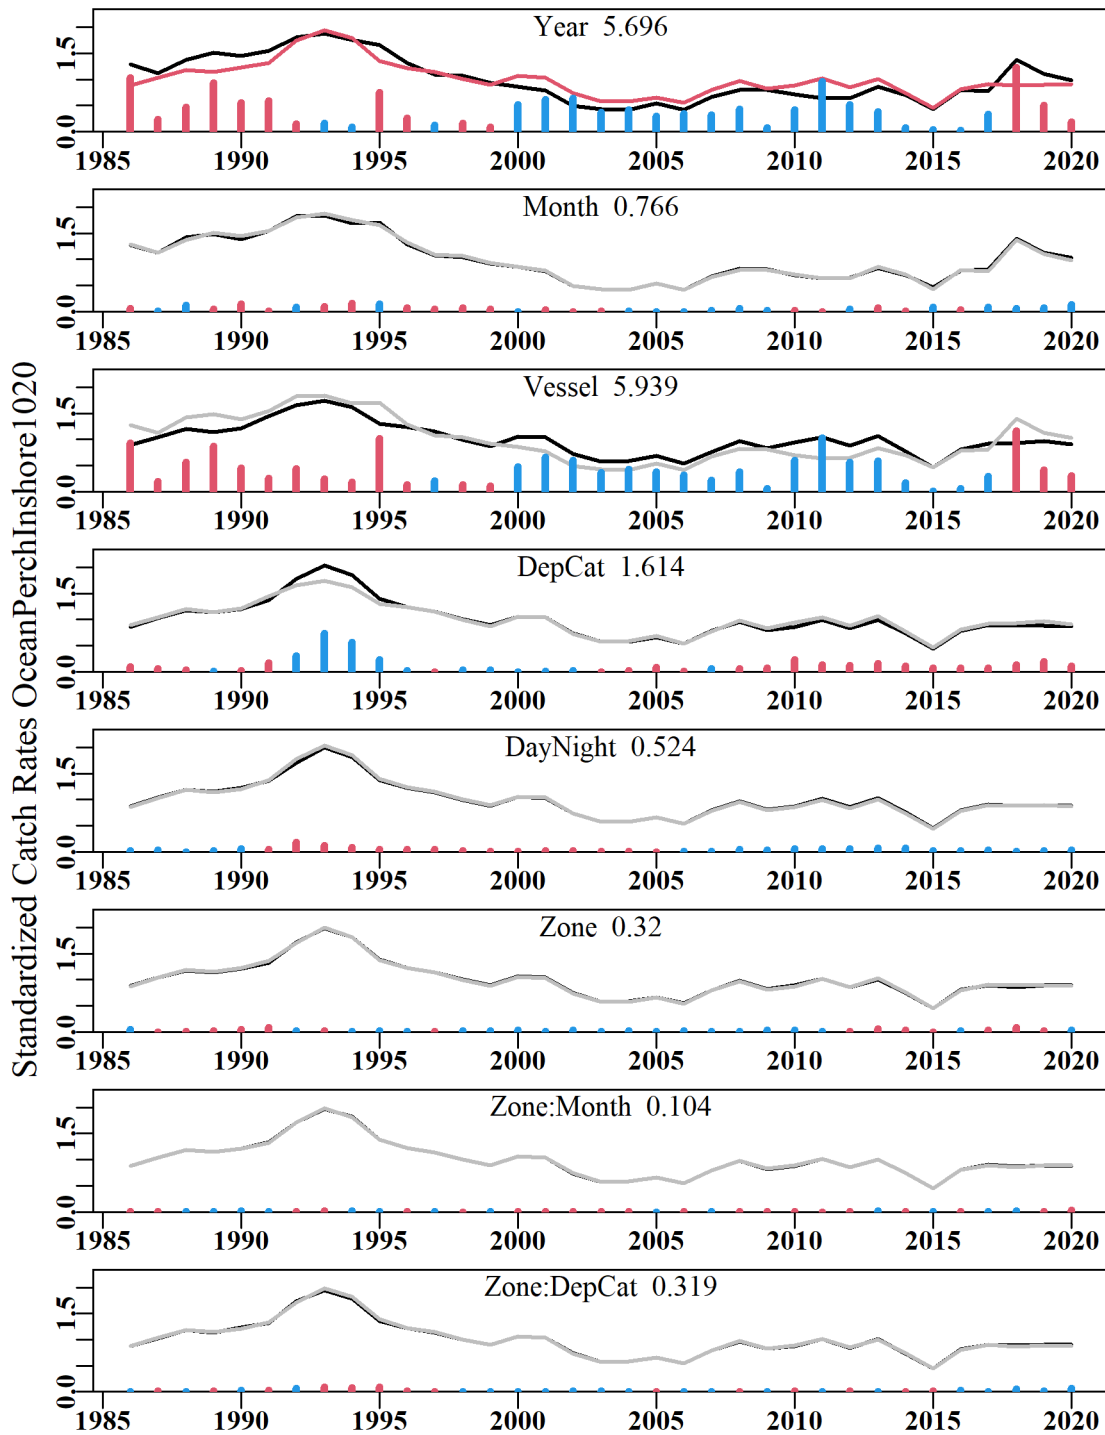 Standardized Catch Rates OceanPerchInshore1020
Year 5.696
0.0 1.5
1985 1990 1995 2000 2005 2010 2015 2020
Month 0.766
0.0 1.5
1985 1990 1995 2000 2005 2010 2015 2020
Vessel 5.939
0.0 1.5
1985 1990 1995 2000 2005 2010 2015 2020
DepCat 1.614
0.0 1.5
1985 1990 1995 2000 2005 2010 2015 2020
DayNight 0.524
0.0 1.5
1985 1990 1995 2000 2005 2010 2015 2020
Zone 0.32
0.0 1.5
1985 1990 1995 2000 2005 2010 2015 2020
Zone:Month 0.104
0.0 1.5
1985 1990 1995 2000 2005 2010 2015 2020
Zone:DepCat 0.319
0.0 1.5
1985 1990 1995 2000 2005 2010 2015 2020